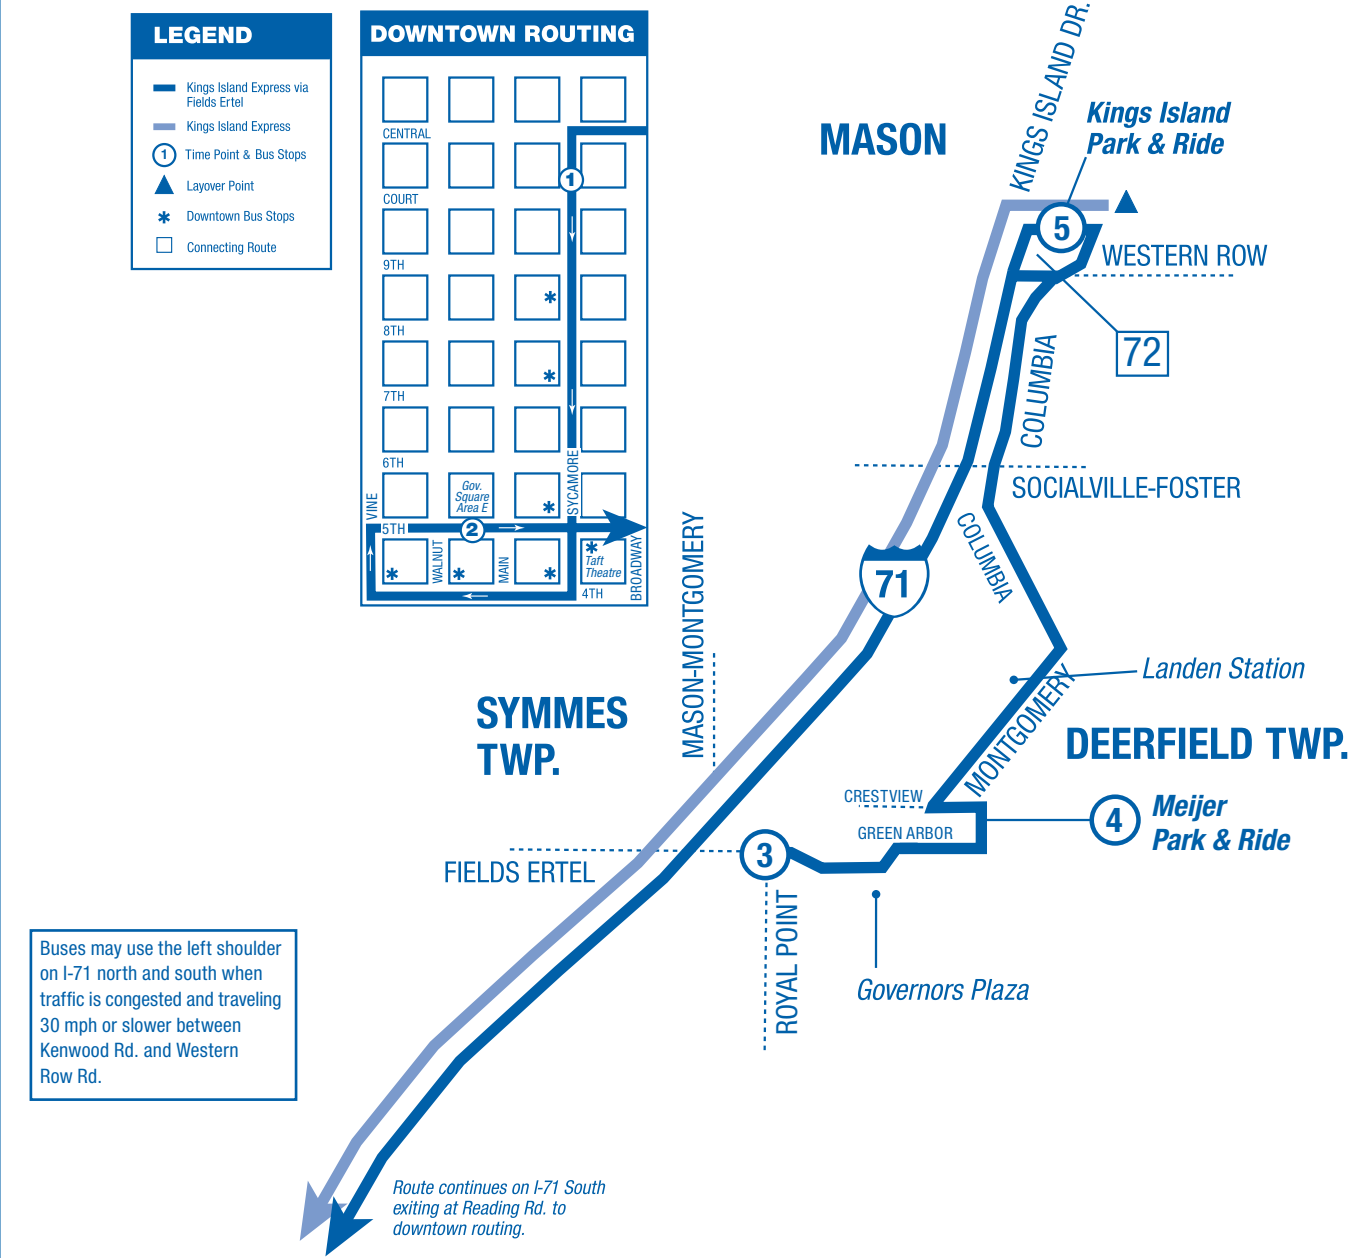 LEGEND
Kings Island Express via
Fields Ertel
Kings Island Express
1
Time Point & Bus Stops
Layover Point
Downtown Bus Stops
Connecting Route
DOWNTOWN ROUTING
CENTRAL
1
COURT
9TH
8TH
7TH
6TH
VINE
Gov.
Square
Area E
SYCAMORE
5TH
2
WALNUT
MAIN
Taft
Theatre
BROADWAY
4TH
MASON
KINGS ISLAND DR.
Kings Island
Park & Ride
5
WESTERN ROW
72
COLUMBIA
SOCIALVILLE-FOSTER
COLUMBIA
71
MASON-MONTGOMERY
Landen Station
SYMMES
TWP.
MONTGOMERY
DEERFIELD TWP.
CRESTVIEW
GREEN ARBOR
4
Meijer
Park & Ride
3
FIELDS ERTEL
ROYAL POINT
Governors Plaza
Buses may use the left shoulder
on I-71 north and south when
traffic is congested and traveling
30 mph or slower between
Kenwood Rd. and Western
Row Rd.
Route continues on I-71 South
exiting at Reading Rd. to
downtown routing.